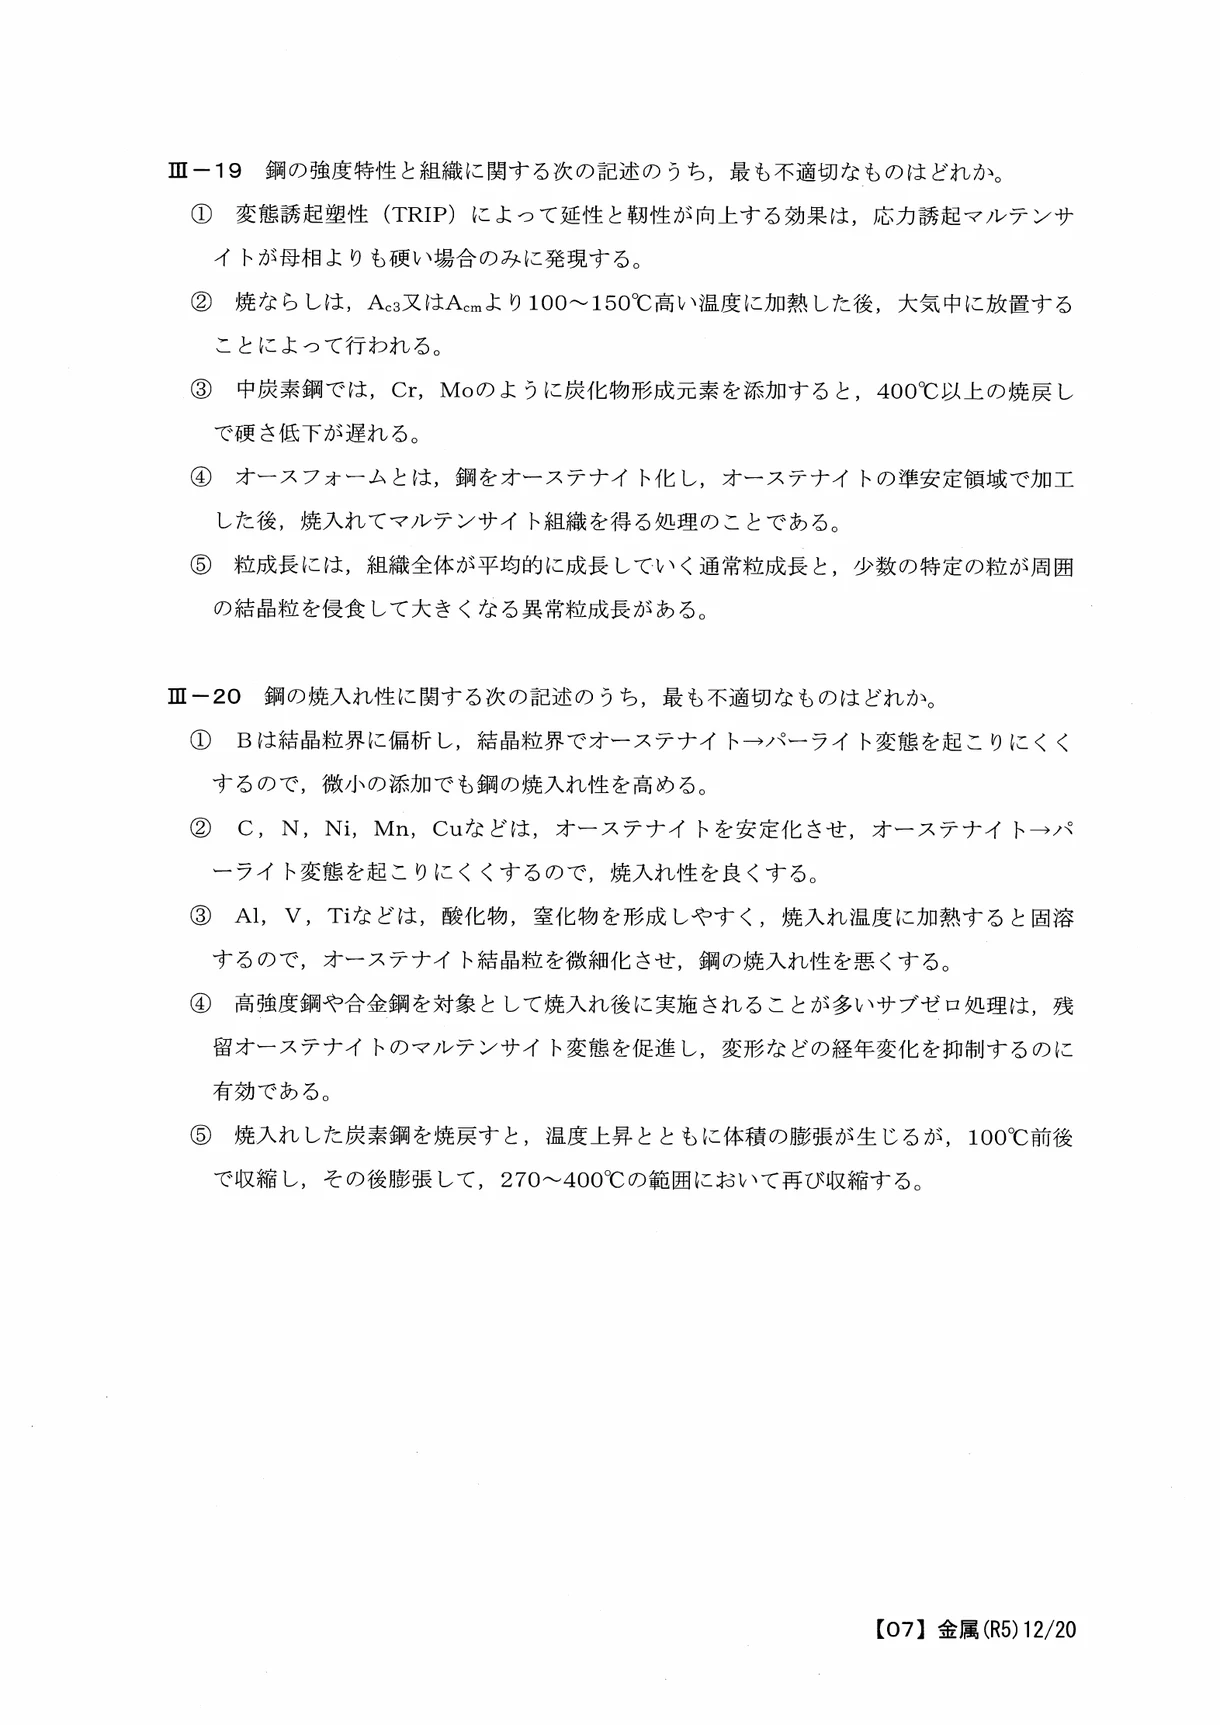 Ⅲ－19　鋼の強度特性と組織に関する次の記述のうち，最も不適切なものはどれか。
①　変態誘起塑性（TRIP）によって延性と靭性が向上する効果は，応力誘起マルテンサ
イトが母相よりも硬い場合のみに発現する。
②　焼ならしは，Ac3又はAcmより100～150℃高い温度に加熱した後，大気中に放置する
ことによって行われる。
③　中炭素鋼では，Cr，Moのように炭化物形成元素を添加すると，400℃以上の焼戻し
で硬さ低下が遅れる。
④　オースフォームとは，鋼をオーステナイト化し，オーステナイトの準安定領域で加工
した後，焼入れてマルテンサイト組織を得る処理のことである。
⑤　粒成長には，組織全体が平均的に成長していく通常粒成長と，少数の特定の粒が周囲
の結晶粒を侵食して大きくなる異常粒成長がある。
Ⅲ－20　鋼の焼入れ性に関する次の記述のうち，最も不適切なものはどれか。
①　Bは結晶粒界に偏析し，結晶粒界でオーステナイト→パーライト変態を起こりにくく
するので，微小の添加でも鋼の焼入れ性を高める。
②　C，N，Ni，Mn，Cuなどは，オーステナイトを安定化させ，オーステナイト→パ
ーライト変態を起こりにくくするので，焼入れ性を良くする。
③　Al，V，Tiなどは，酸化物，窒化物を形成しやすく，焼入れ温度に加熱すると固溶
するので，オーステナイト結晶粒を微細化させ，鋼の焼入れ性を悪くする。
④　高強度鋼や合金鋼を対象として焼入れ後に実施されることが多いサブゼロ処理は，残
留オーステナイトのマルテンサイト変態を促進し，変形などの経年変化を抑制するのに
有効である。
⑤　焼入れした炭素鋼を焼戻すと，温度上昇とともに体積の膨張が生じるが，100℃前後
で収縮し，その後膨張して，270～400℃の範囲において再び収縮する。
【07】金属(R5)12/20